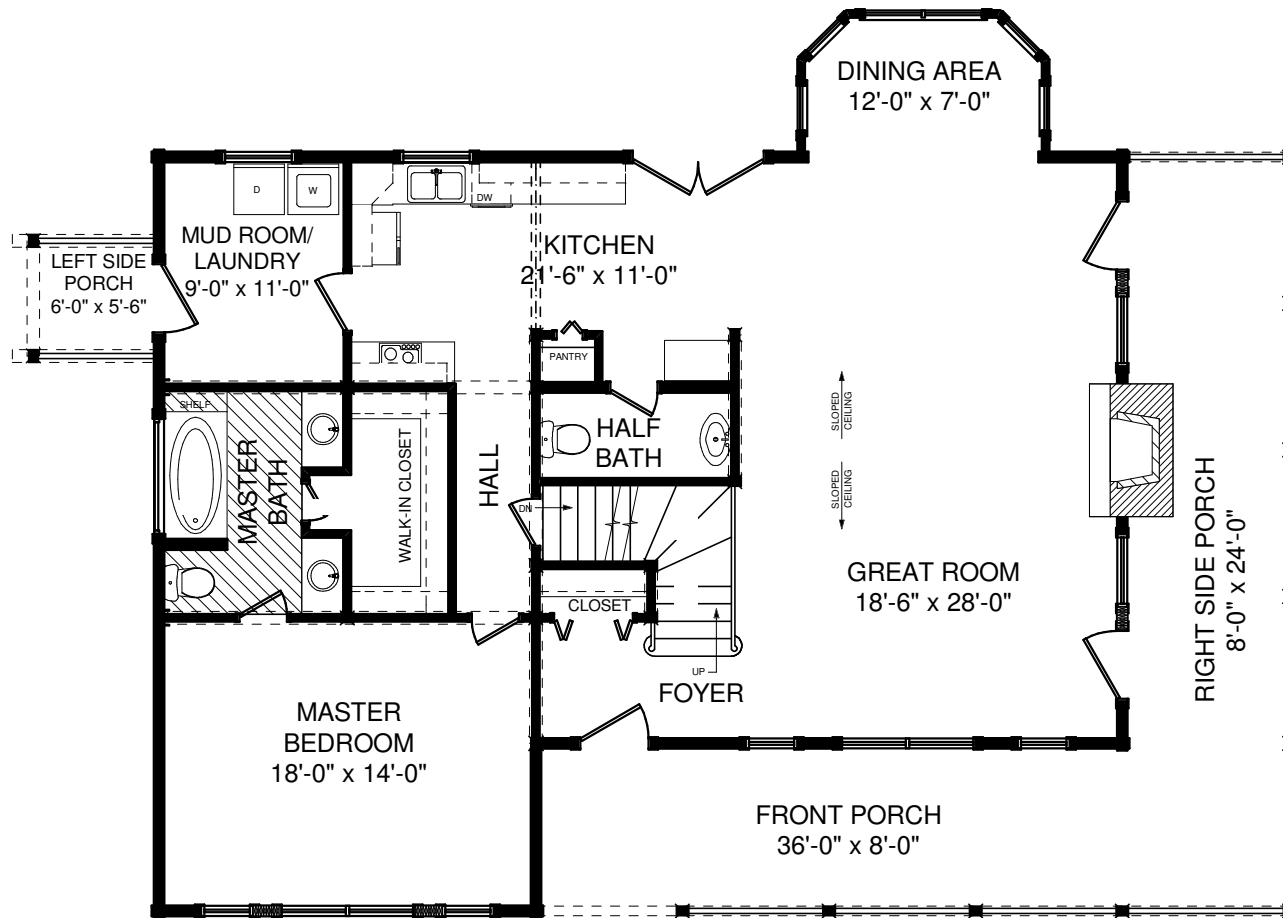 DINING AREA
12'-0" x 7'-0"
D
W
DW
MUD ROOM/
LAUNDRY
9'-0" x 11'-0"
KITCHEN
21'-6" x 11'-0"
LEFT SIDE
PORCH
6'-0" x 5'-6"
PANTRY
SHELF
MASTER
BATH
WALK-IN CLOSET
HALL
HALF
BATH
SLOPED
CEILING
SLOPED
CEILING
DN
CLOSET
GREAT ROOM
18'-6" x 28'-0"
RIGHT SIDE PORCH
8'-0" x 24'-0"
UP
FOYER
MASTER
BEDROOM
18'-0" x 14'-0"
FRONT PORCH
36'-0" x 8'-0"